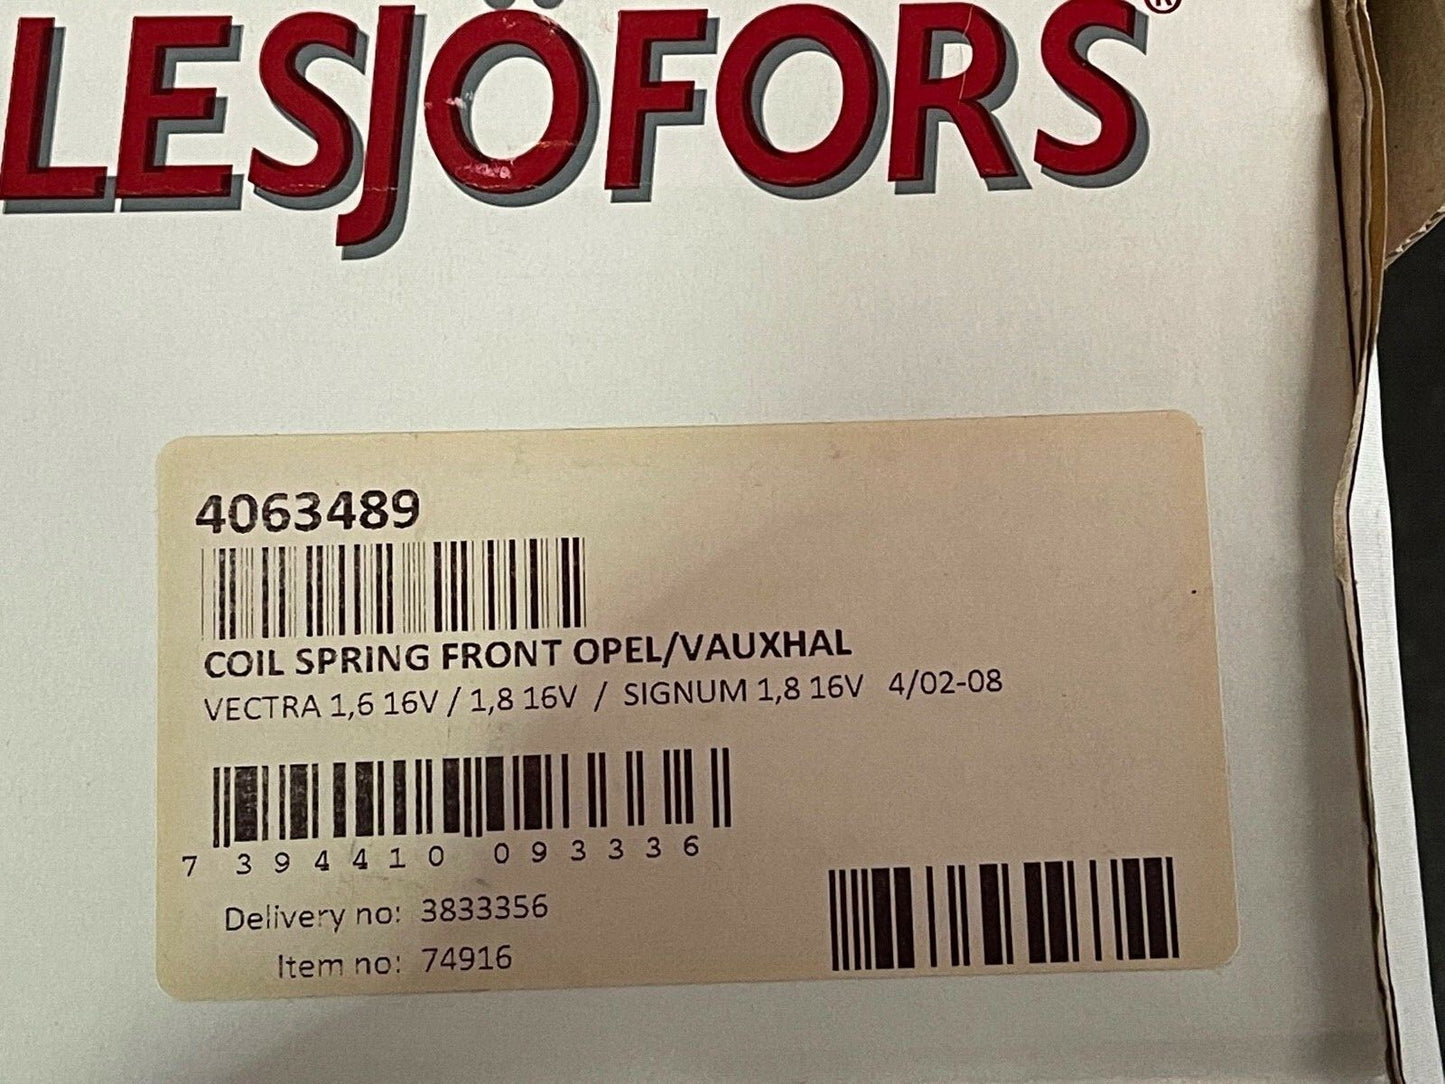 LESJÖFORS®
4063489
COIL SPRING FRONT OPEL/VAUXHAL
VECTRA 1,6 16V / 1,8 16V / SIGNUM 1,8 16V 4/02-08
7 394410 093336
Delivery no: 3833356
Item no: 74916